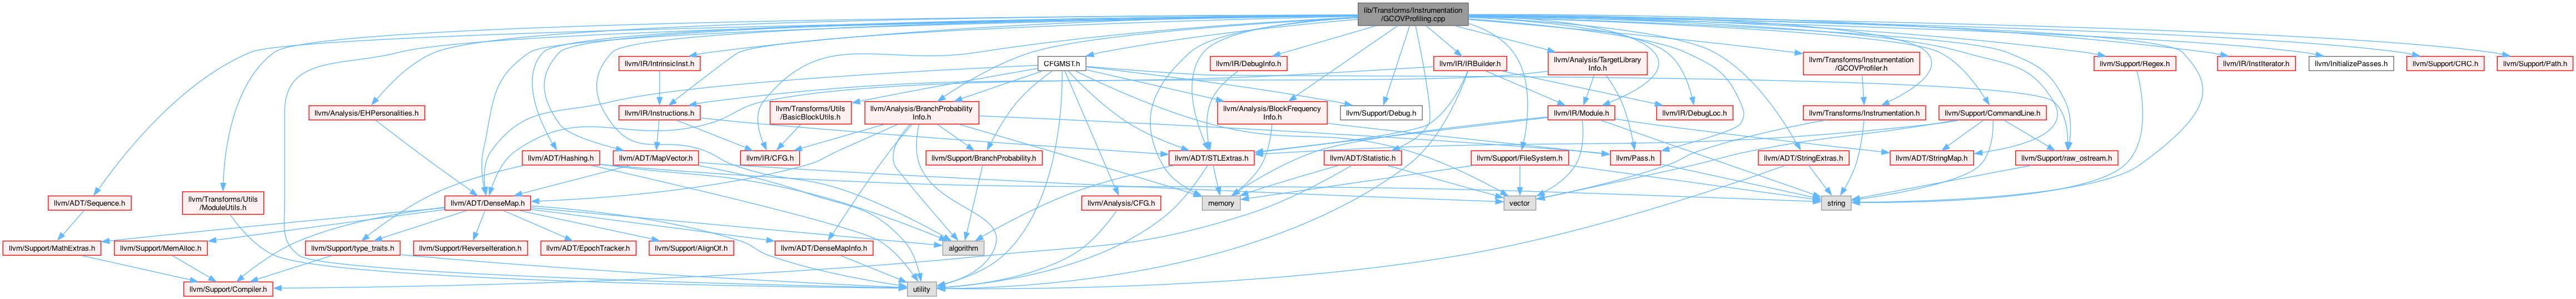 lib/Transforms/Instrumentation
/GCOVProfiling.cpp
llvm/IR/IntrinsicInst.h
CFGMST.h
llvm/IR/DebugInfo.h
llvm/IR/IRBuilder.h
llvm/Analysis/TargetLibrary
Info.h
llvm/Transforms/Instrumentation
/GCOVProfiler.h
llvm/Support/Regex.h
llvm/IR/InstIterator.h
llvm/InitializePasses.h
llvm/Support/CRC.h
llvm/Support/Path.h
llvm/Analysis/EHPersonalities.h
llvm/IR/Instructions.h
llvm/Transforms/Utils
/BasicBlockUtils.h
llvm/Analysis/BranchProbability
Info.h
llvm/Analysis/BlockFrequency
Info.h
llvm/Support/Debug.h
llvm/IR/Module.h
llvm/IR/DebugLoc.h
llvm/Transforms/Instrumentation.h
llvm/Support/CommandLine.h
llvm/ADT/Hashing.h
llvm/ADT/MapVector.h
llvm/IR/CFG.h
llvm/Support/BranchProbability.h
llvm/ADT/STLExtras.h
llvm/ADT/Statistic.h
llvm/Support/FileSystem.h
llvm/Pass.h
llvm/ADT/StringExtras.h
llvm/ADT/StringMap.h
llvm/Support/raw_ostream.h
llvm/ADT/Sequence.h
llvm/Transforms/Utils
/ModuleUtils.h
llvm/ADT/DenseMap.h
llvm/Analysis/CFG.h
memory
vector
string
llvm/Support/MathExtras.h
llvm/Support/MemAlloc.h
llvm/Support/type_traits.h
llvm/Support/ReverseIteration.h
llvm/ADT/EpochTracker.h
llvm/Support/AlignOf.h
llvm/ADT/DenseMapInfo.h
algorithm
llvm/Support/Compiler.h
utility